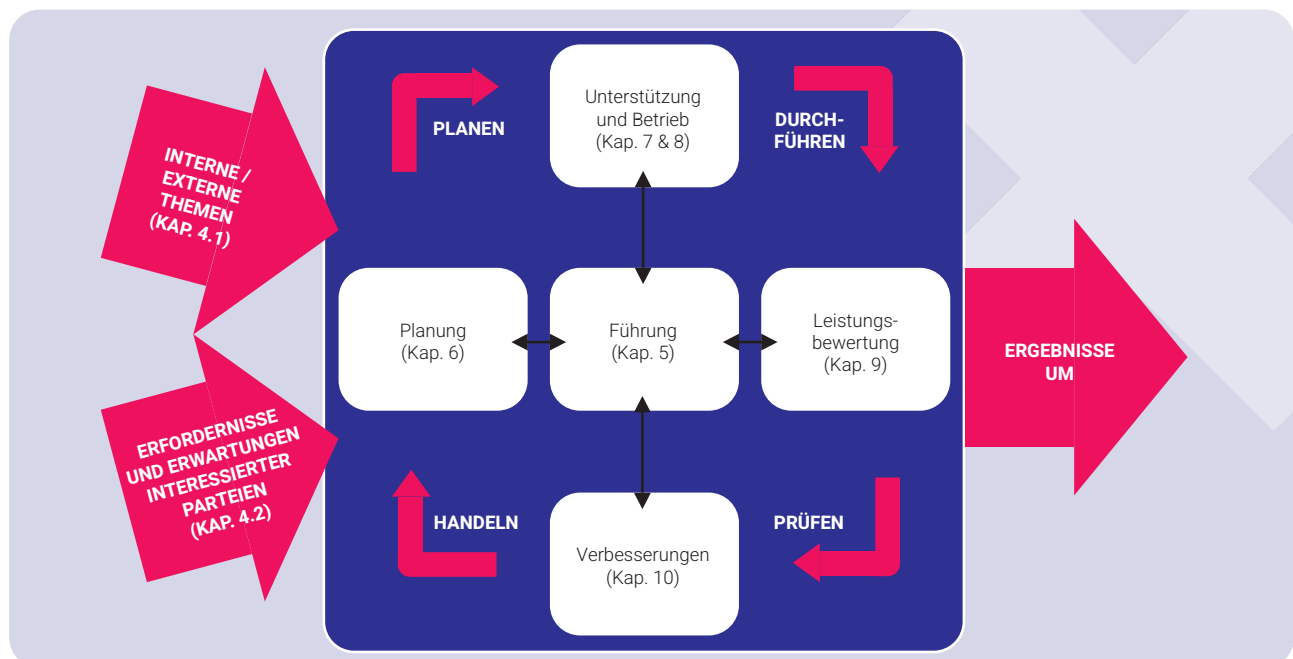 INTERNE /
EXTERNE
THEMEN
(KAP. 4.1)
ERFORDERNISSE
UND ERWARTUNGEN
INTERESSIERTER
PARTEIEN
(KAP. 4.2)
PLANEN
Unterstützung
und Betrieb
(Kap. 7 & 8)
DURCH-
FÜHREN
Planung
(Kap. 6)
Führung
(Kap. 5)
Leistungs-
bewertung
(Kap. 9)
HANDELN
Verbesserungen
(Kap. 10)
PRÜFEN
ERGEBNISSE
UM